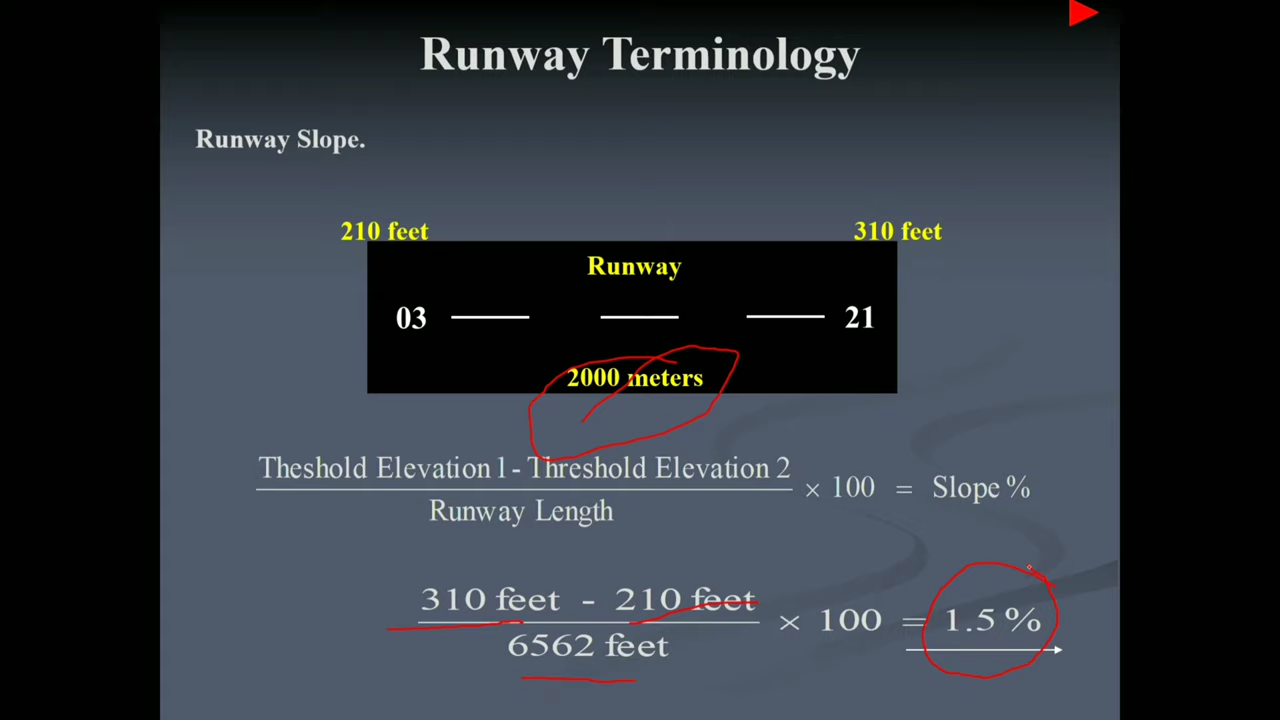 Runway Terminology
Runway Slope.
210 feet 310 feet
Runway
03 21
2000 meters
Theshold Elevation 1 - Threshold Elevation 2
× 100 = Slope %
Runway Length
310 feet - 210 feet
× 100 = 1.5 %
6562 feet